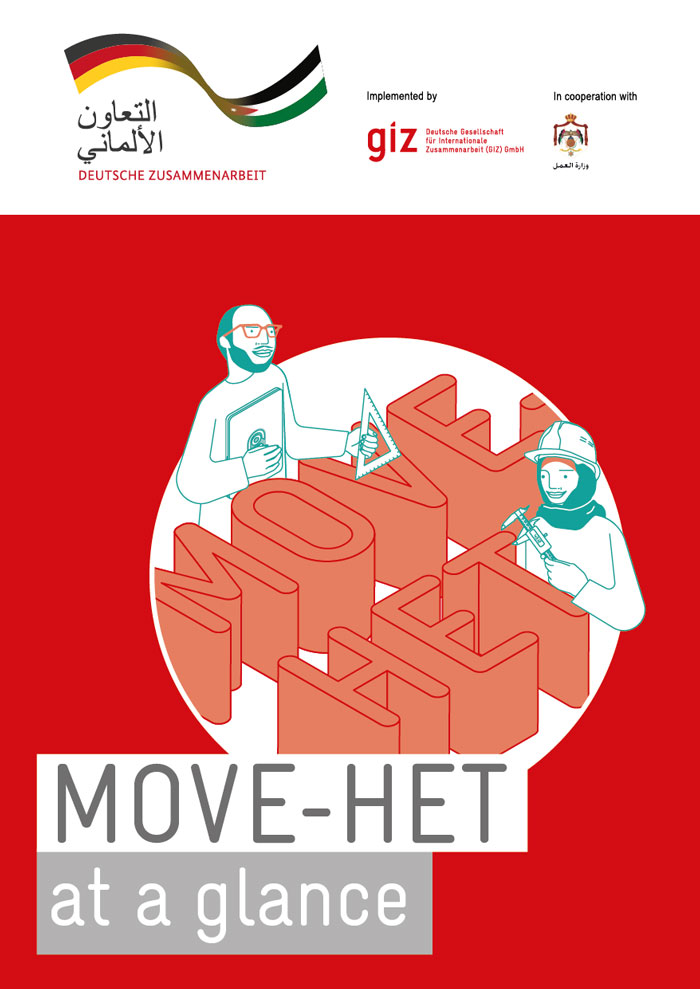 التعاون
الألماني
DEUTSCHE ZUSAMMENARBEIT
Implemented by
giz
Deutsche Gesellschaft
für Internationale
Zusammenarbeit (GIZ) GmbH
In cooperation with
وزارة العمل
MOVE
HET
MOVE-HET
at a glance